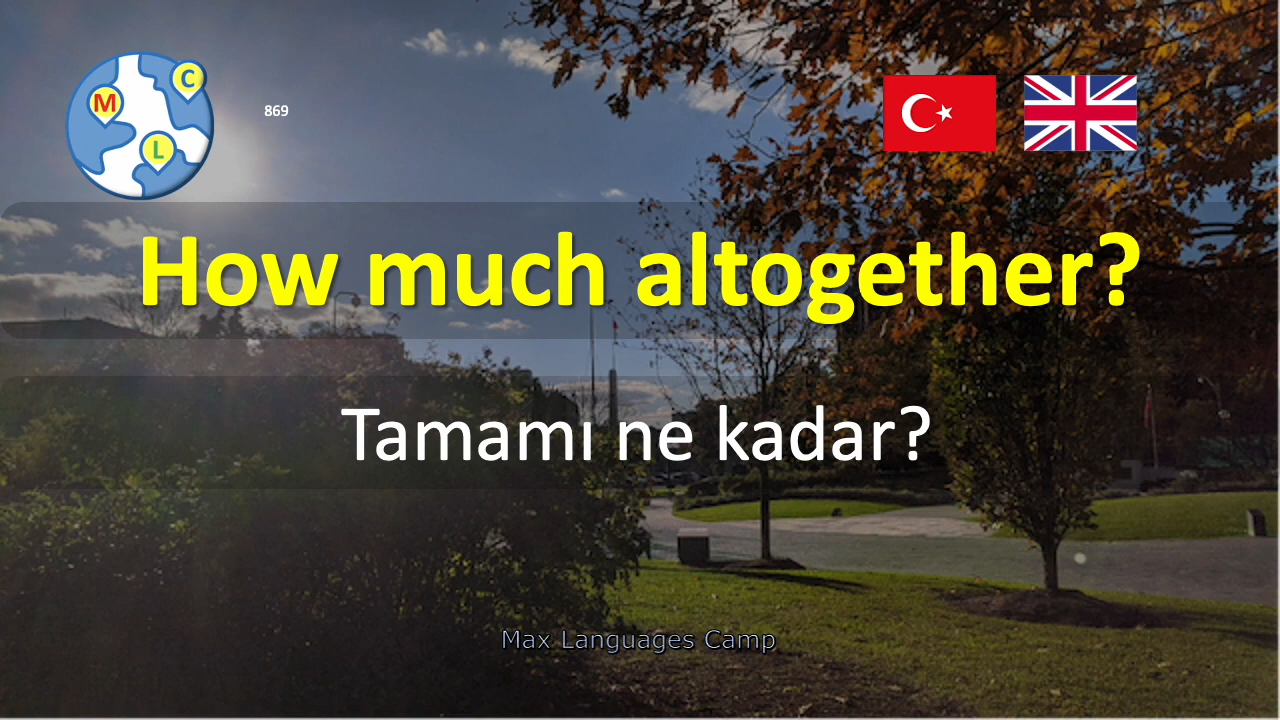 C
M
L
869
How much altogether?
Tamamı ne kadar?
Max Languages Camp